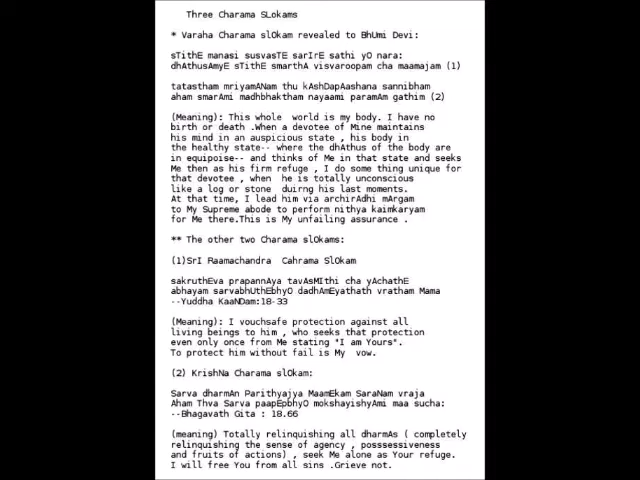 Three Charama SLokams
* Varaha Charama slOkam revealed to BhUmi Devi:
sTithE manasi susvasTE sarIrE sathi yO nara:
dhAthusAmyE sTithE smarthA visvaroopam cha maamajam (1)
tatastham mriyamANam thu kAshDapAashana sannibham
aham smarAmi madhbhaktham nayaami paramAm gathim (2)
(Meaning): This whole world is my body. I have no
birth or death .When a devotee of Mine maintains
his mind in an auspicious state , his body in
the healthy state-- where the dhAthus of the body are
in equipoise-- and thinks of Me in that state and seeks
Me then as his firm refuge , I do some thing unique for
that devotee , when he is totally unconscious
like a log or stone duirng his last moments.
At that time, I lead him via archirAdhi mArgam
to My Supreme abode to perform nithya kaimkaryam
for Me there.This is My unfailing assurance .
** The other two Charama slOkams:
(1)SrI Raamachandra Cahrama SlOkam
sakruthEva prapannAya tavAsMIthi cha yAchathE
abhayam sarvabhUthEbhyO dadhAmEyathath vratham Mama
--Yuddha KaaNDam:18-33
(Meaning): I vouchsafe protection against all
living beings to him , who seeks that protection
even only once from Me stating "I am Yours".
To protect him without fail is My vow.
(2) KrishNa Charama slOkam:
Sarva dharmAn Parithyajya MaamEkam SaraNam vraja
Aham Thva Sarva paapEpbhyO mokshayishyAmi maa sucha:
--Bhagavath Gita : 18.66
(meaning) Totally relinquishing all dharmAs ( completely
relinquishing the sense of agency , posssessiveness
and fruits of actions) , seek Me alone as Your refuge.
I will free You from all sins .Grieve not.